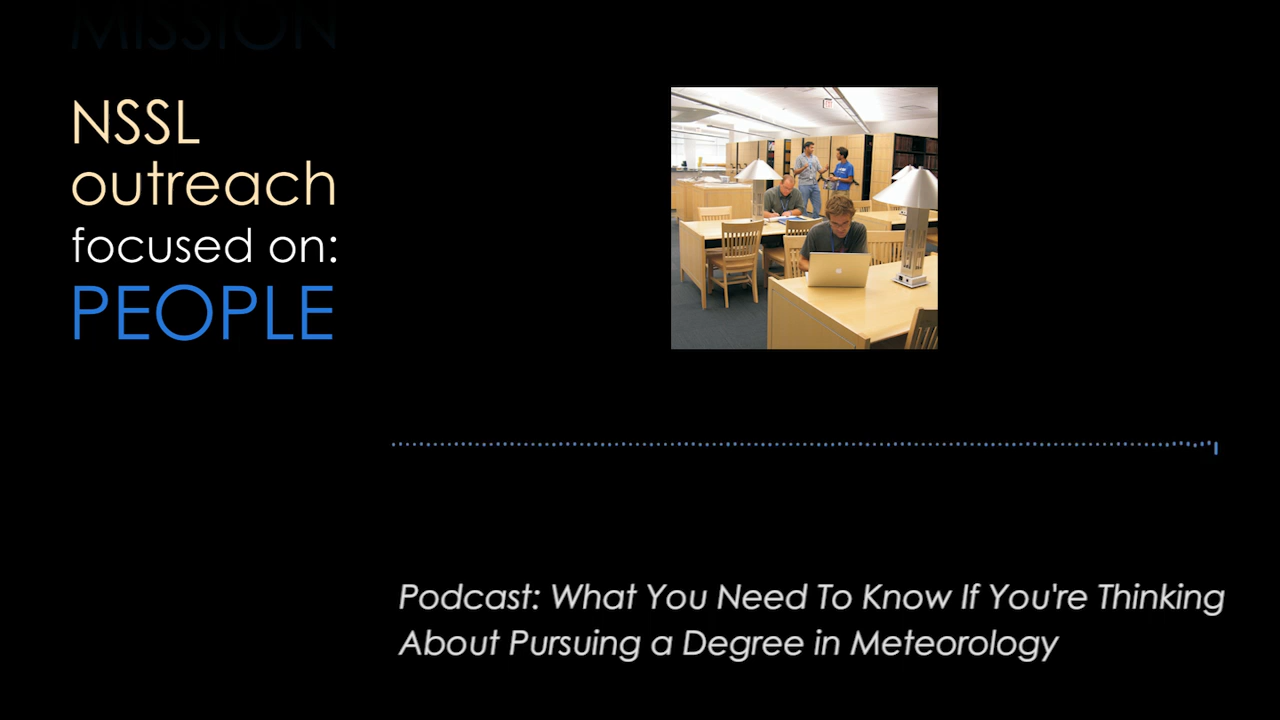 MISSION
NSSL
outreach
focused on:
PEOPLE
Podcast: What You Need To Know If You're Thinking
About Pursuing a Degree in Meteorology